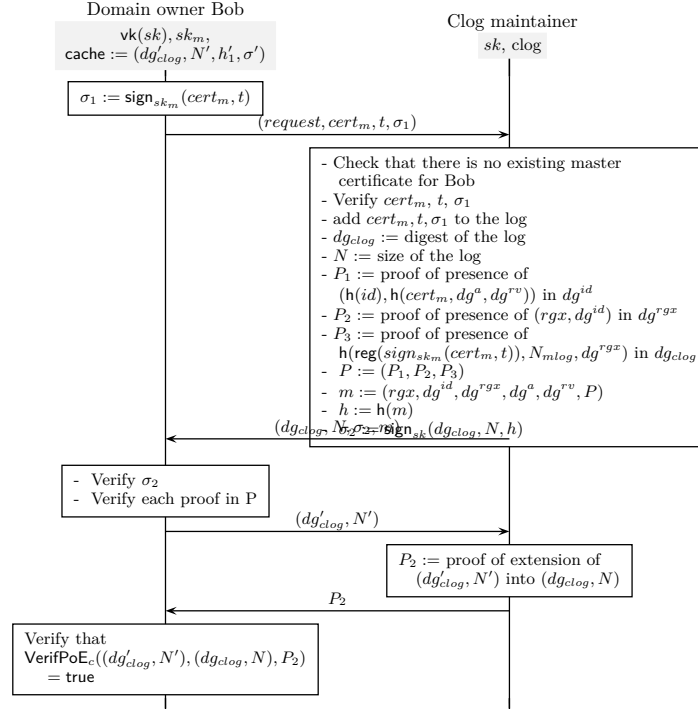 Domain owner Bob
vk(sk), sk_m,
cache := (dg'_clog, N', h'_1, σ')
Clog maintainer
sk, clog
σ_1 := sign_{sk_m}(cert_m, t)
(request, cert_m, t, σ_1)
- Check that there is no existing master
certificate for Bob
- Verify cert_m, t, σ_1
- add cert_m, t, σ_1 to the log
- dg_clog := digest of the log
- N := size of the log
- P_1 := proof of presence of
(h(id), h(cert_m, dg^a, dg^rv)) in dg^id
- P_2 := proof of presence of (rgx, dg^id) in dg^rgx
- P_3 := proof of presence of
h(reg(sign_{sk_m}(cert_m, t)), N_mlog, dg^rgx) in dg_clog
- P := (P_1, P_2, P_3)
- m := (rgx, dg^id, dg^rgx, dg^a, dg^rv, P)
- h := h(m)
- σ_2 := sign_sk(dg_clog, N, h)
(dg_clog, N, σ_2, m)
- Verify σ_2
- Verify each proof in P
(dg'_clog, N')
P_2 := proof of extension of
(dg'_clog, N') into (dg_clog, N)
P_2
Verify that
VerifPoE_c((dg'_clog, N'), (dg_clog, N), P_2)
= true